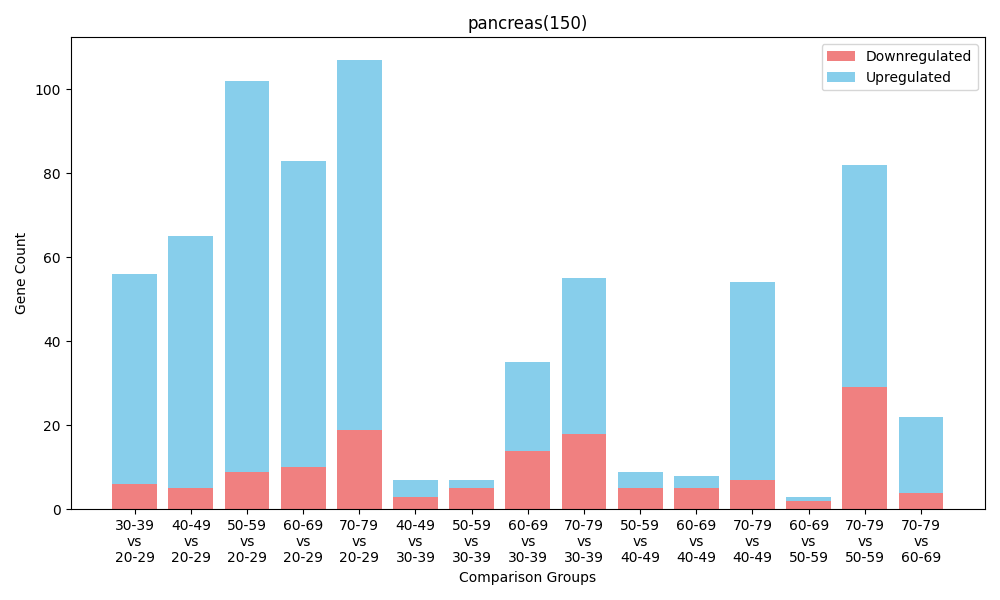 pancreas(150)
Downregulated
Upregulated
Gene Count
100
80
60
40
20
0
30-39
vs
20-29
40-49
vs
20-29
50-59
vs
20-29
60-69
vs
20-29
70-79
vs
20-29
40-49
vs
30-39
50-59
vs
30-39
60-69
vs
30-39
70-79
vs
30-39
50-59
vs
40-49
60-69
vs
40-49
70-79
vs
40-49
60-69
vs
50-59
70-79
vs
50-59
70-79
vs
60-69
Comparison Groups